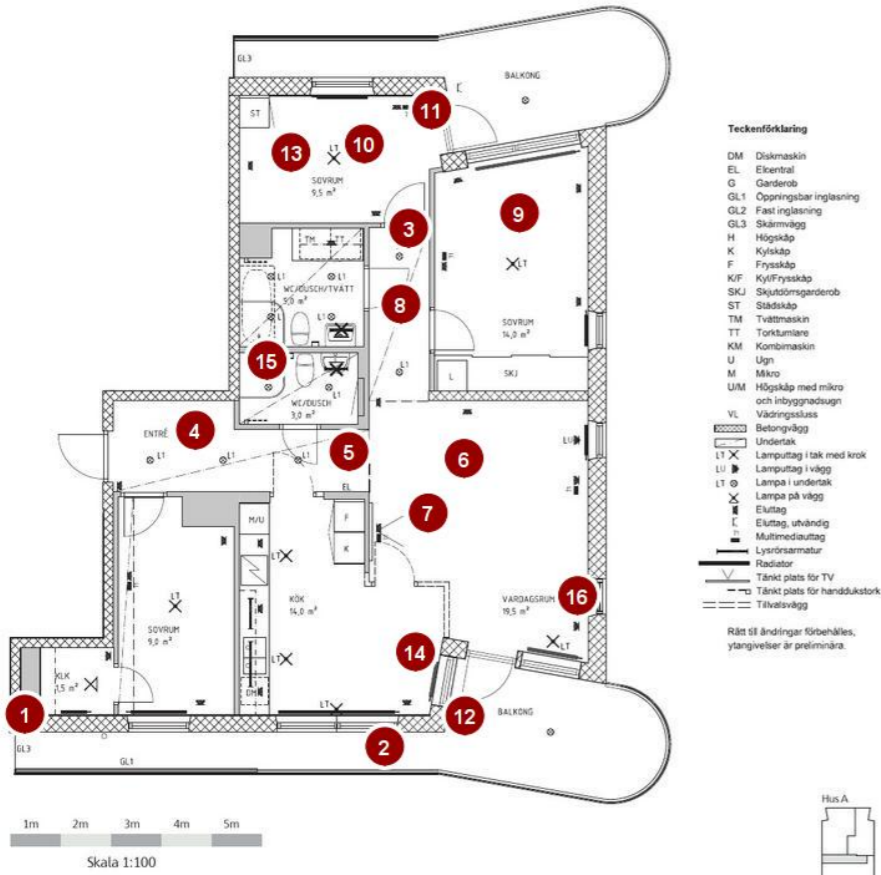 GL3
BALKONG
11
ST
13
LT
10
SOVRUM
9,5 m²
9
3
TM
TT
LT
L1
L1
WC/DUSCH/TVÄTT
5,0 m²
8
L1
L1
SOVRUM
14,0 m²
15
L1
L1
L
SKJ
WC/DUSCH
3,0 m²
4
ENTRÉ
5
6
LU
L1
L1
L1
EL
7
M/U
F
K
LT
LT
KÖK
14,0 m²
VARDAGSRUM
19,5 m²
16
SOVRUM
9,0 m²
LT
14
LT
KLK
1,5 m²
DM
LT
1
2
12
BALKONG
GL3
GL1
Teckenförklaring
DM Diskmaskin
EL Elcentral
G Garderob
GL1 Öppningsbar inglasning
GL2 Fast inglasning
GL3 Skärmvägg
H Högskåp
K Kylskåp
F Frysskåp
K/F Kyl/Frysskåp
SKJ Skjutdörrsgarderob
ST Städskåp
TM Tvättmaskin
TT Torktumlare
KM Kombimaskin
U Ugn
M Mikro
U/M Högskåp med mikro
och inbyggnadsugn
VL Vädringssluss
Betongvägg
Undertak
LT Lamputtag i tak med krok
LU Lamputtag i vägg
LT Lampa i undertak
Lampa på vägg
Eluttag
Eluttag, utvändig
Multimediauttag
Lysrörsarmatur
Radiator
Tänkt plats för TV
Tänkt plats för handdukstork
Tillvalsvägg
Rätt till ändringar förbehålles,
ytangivelser är preliminära.
1m 2m 3m 4m 5m
Skala 1:100
Hus A